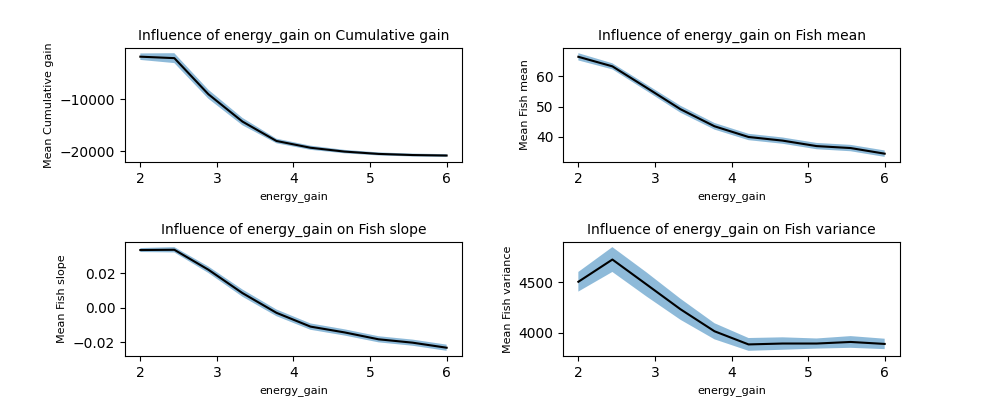 Influence of energy_gain on Cumulative gain
Mean Cumulative gain
−10000
−20000
2 3 4 5 6
energy_gain
Influence of energy_gain on Fish mean
Mean Fish mean
60
50
40
2 3 4 5 6
energy_gain
Influence of energy_gain on Fish slope
Mean Fish slope
0.02
0.00
−0.02
2 3 4 5 6
energy_gain
Influence of energy_gain on Fish variance
Mean Fish variance
4500
4000
2 3 4 5 6
energy_gain